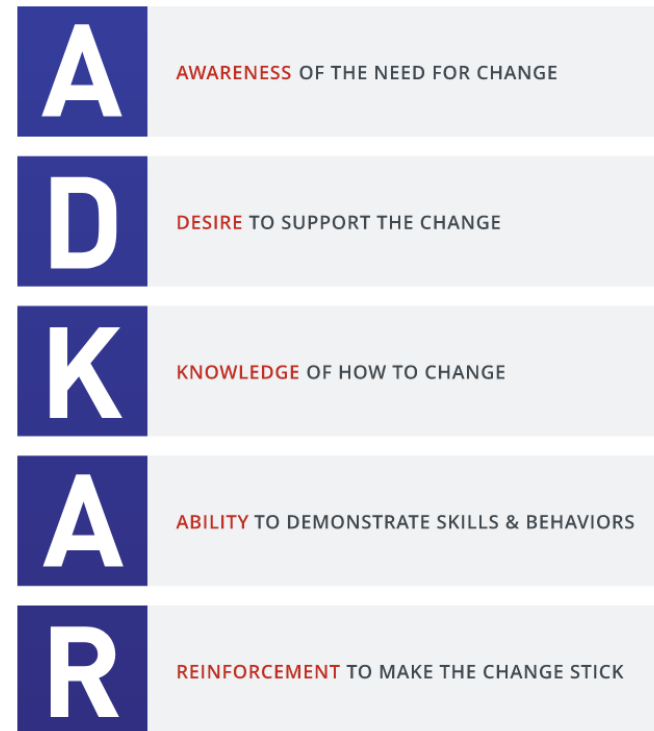 A
AWARENESS OF THE NEED FOR CHANGE
D
DESIRE TO SUPPORT THE CHANGE
K
KNOWLEDGE OF HOW TO CHANGE
A
ABILITY TO DEMONSTRATE SKILLS & BEHAVIORS
R
REINFORCEMENT TO MAKE THE CHANGE STICK